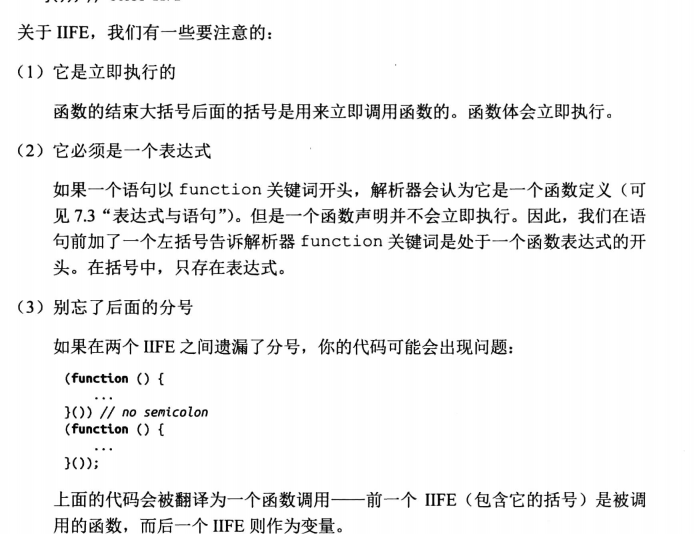 关于 IIFE，我们有一些要注意的：
（1）它是立即执行的
函数的结束大括号后面的括号是用来立即调用函数的。函数体会立即执行。
（2）它必须是一个表达式
如果一个语句以 function 关键词开头，解析器会认为它是一个函数定义（可
见 7.3“表达式与语句”）。但是一个函数声明并不会立即执行。因此，我们在语
句前加了一个左括号告诉解析器 function 关键词是处于一个函数表达式的开
头。在括号中，只存在表达式。
（3）别忘了后面的分号
如果在两个 IIFE 之间遗漏了分号，你的代码可能会出现问题：
(function () {
...
}()) // no semicolon
(function () {
...
}());
上面的代码会被翻译为一个函数调用——前一个 IIFE（包含它的括号）是被调
用的函数，而后一个 IIFE 则作为变量。